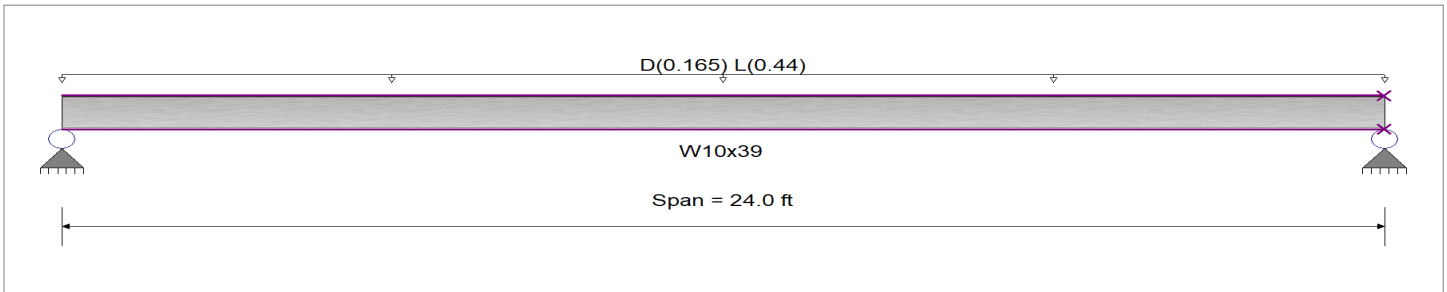 D(0.165) L(0.44)
W10x39
Span = 24.0 ft